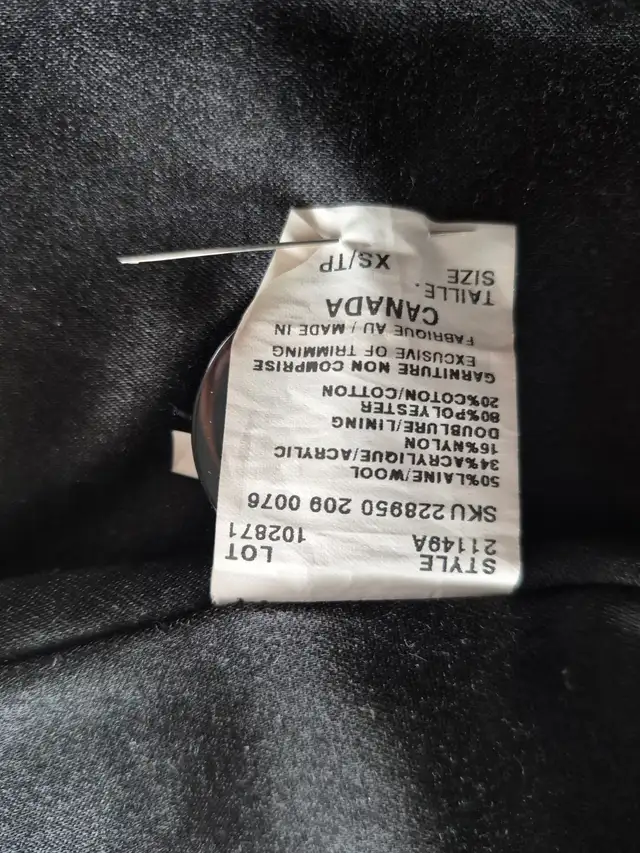 STYLE LOT
21149A 102871
SKU 228950 209 0076
50%LAINE/WOOL
34%ACRYLIQUE/ACRYLIC
16%NYLON
DOUBLURE/LINING
80%POLYESTER
20%COTON/COTTON
GARNITURE NON COMPRISE
EXCLUSIVE OF TRIMMING
FABRIQUE AU / MADE IN
CANADA
TAILLE.
SIZE XS/TP